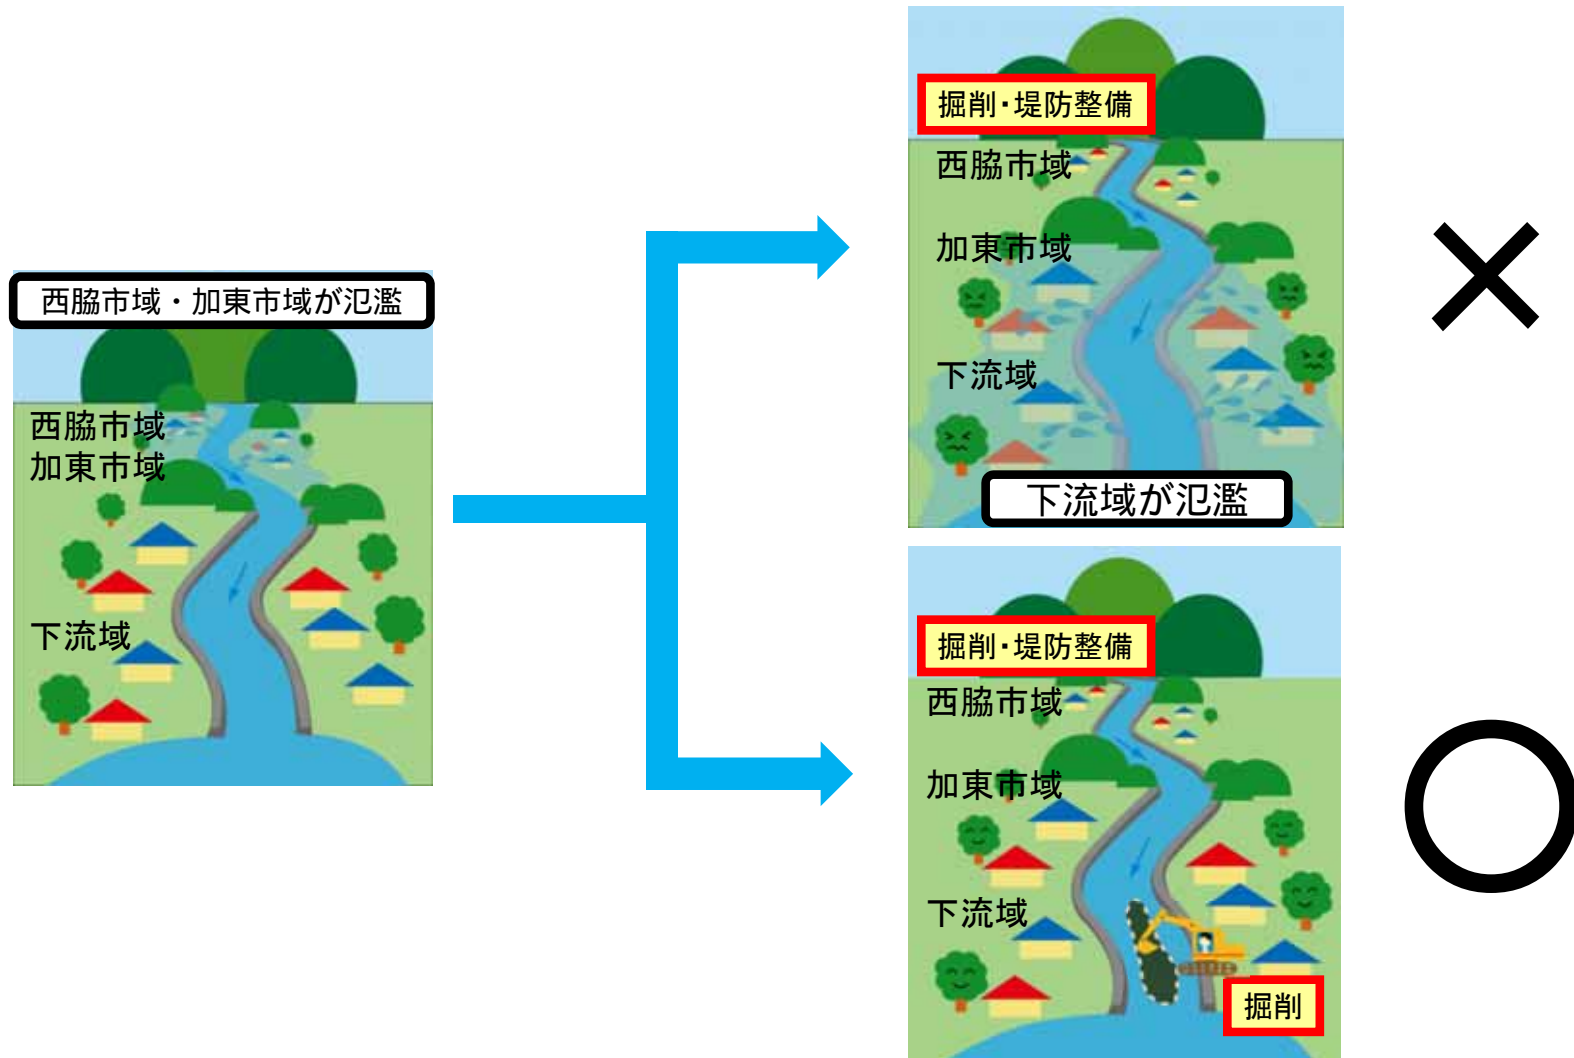 西脇市域・加東市域が氾濫
西脇市域
加東市域
下流域
掘削・堤防整備
西脇市域
加東市域
下流域
下流域が氾濫
×
掘削・堤防整備
西脇市域
加東市域
下流域
掘削
○